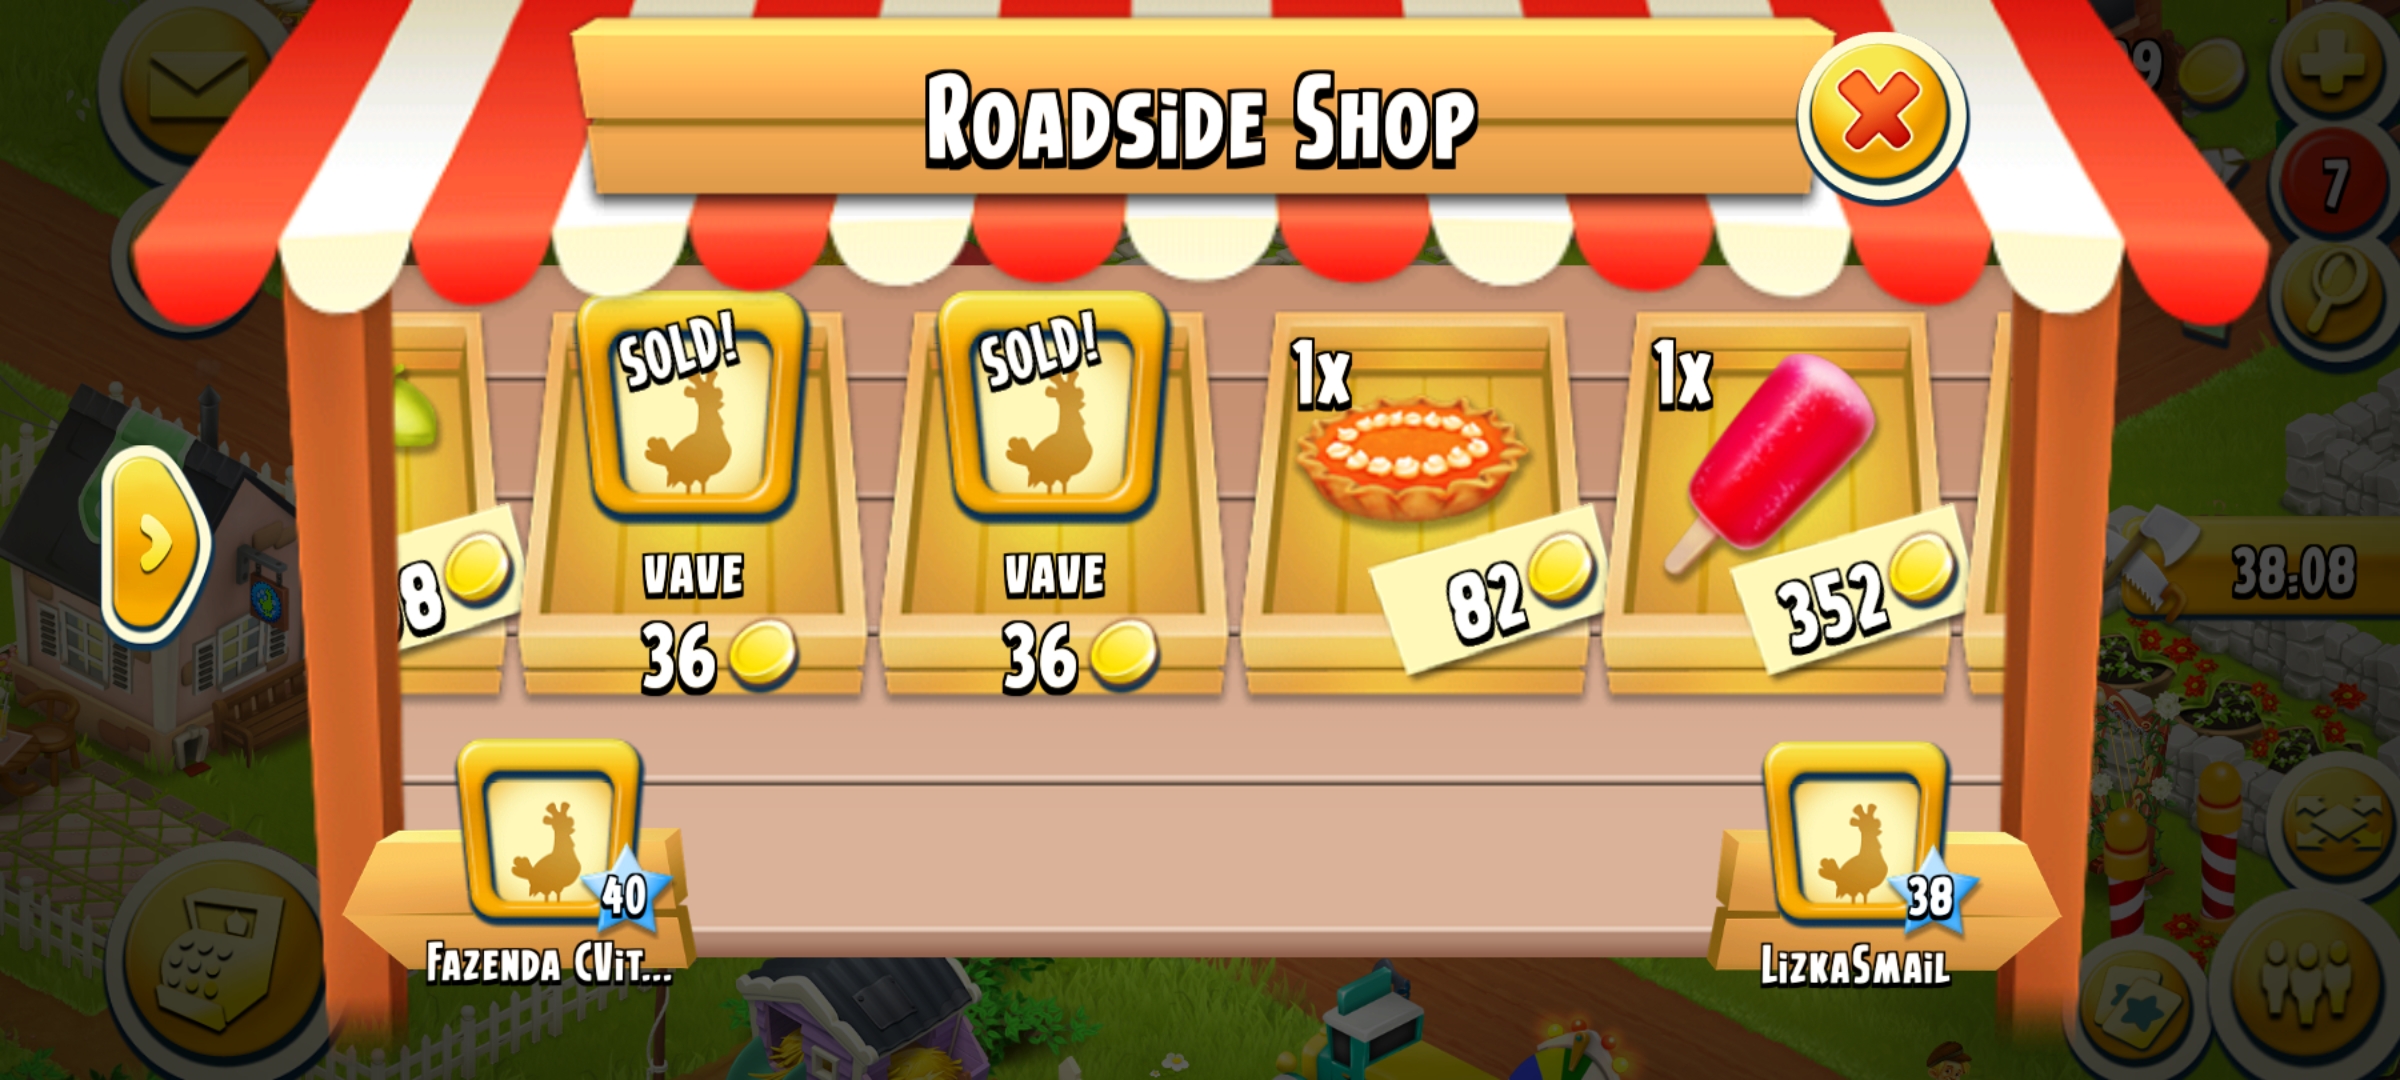 Roadside Shop
7
SOLD!
SOLD!
1x
1x
8
VAVE
36
VAVE
36
82
352
38:08
40
Fazenda CVit...
38
LizkaSmail